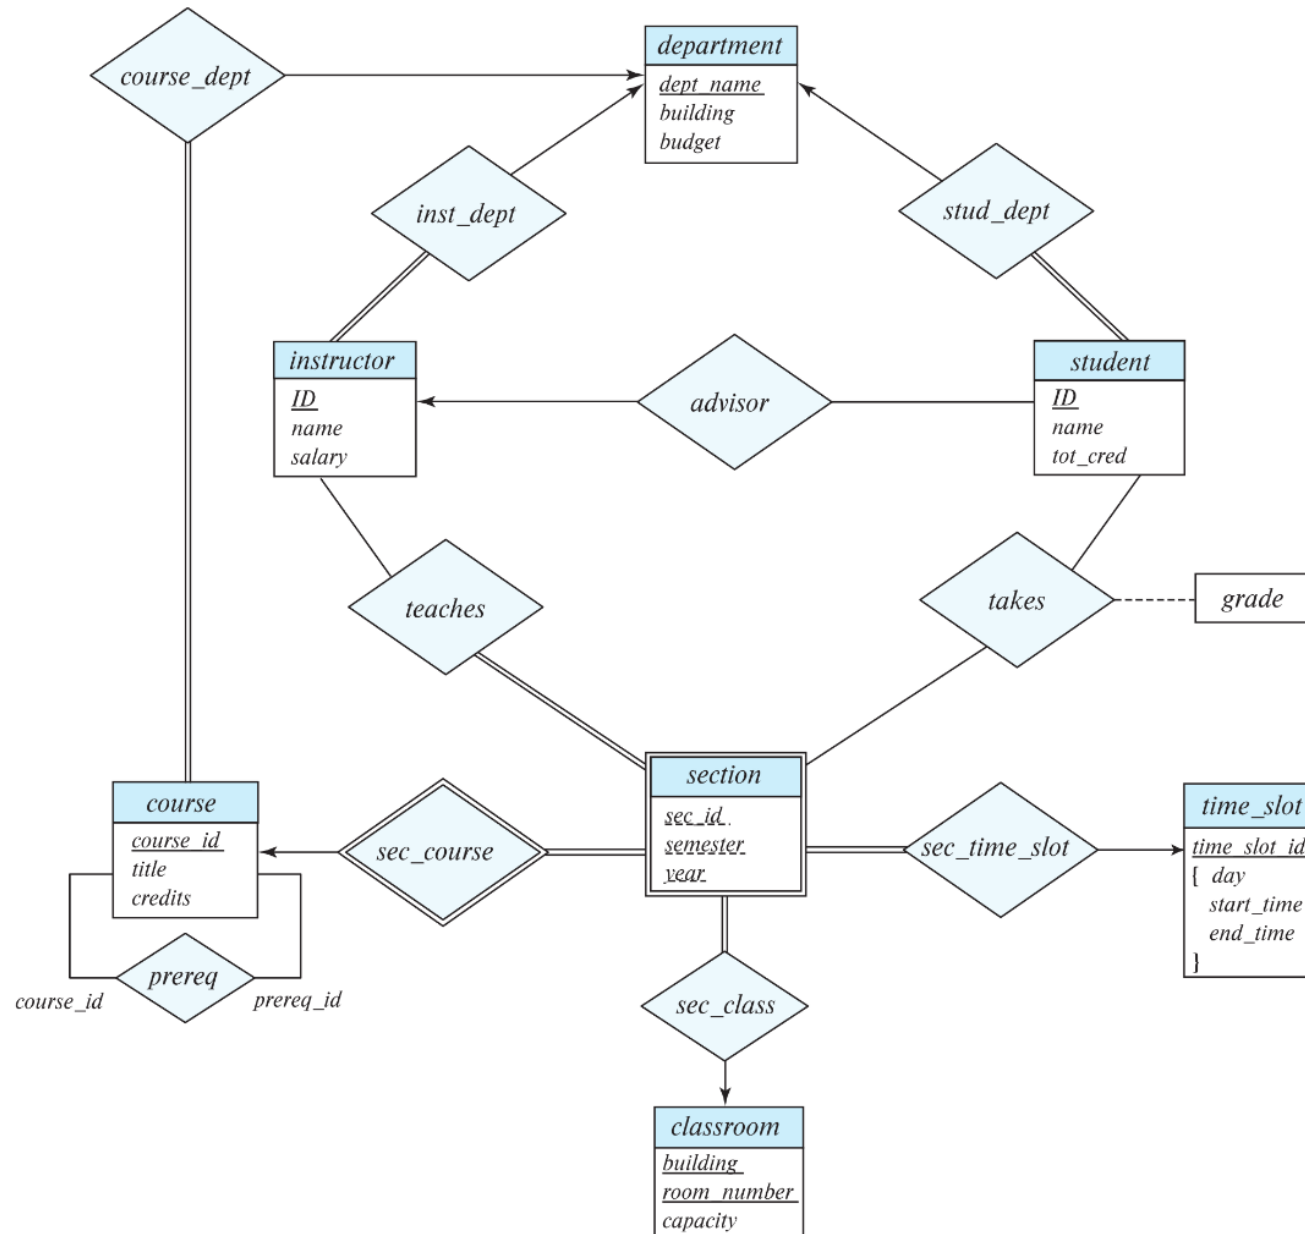 department
course_dept
dept_name
building
budget
inst_dept
stud_dept
instructor
ID
name
salary
advisor
student
ID
name
tot_cred
teaches
takes
grade
course
course_id
title
credits
sec_course
section
sec_id
semester
year
sec_time_slot
time_slot
time_slot_id
{ day
start_time
end_time
}
prereq
course_id
prereq_id
sec_class
classroom
building
room_number
capacity